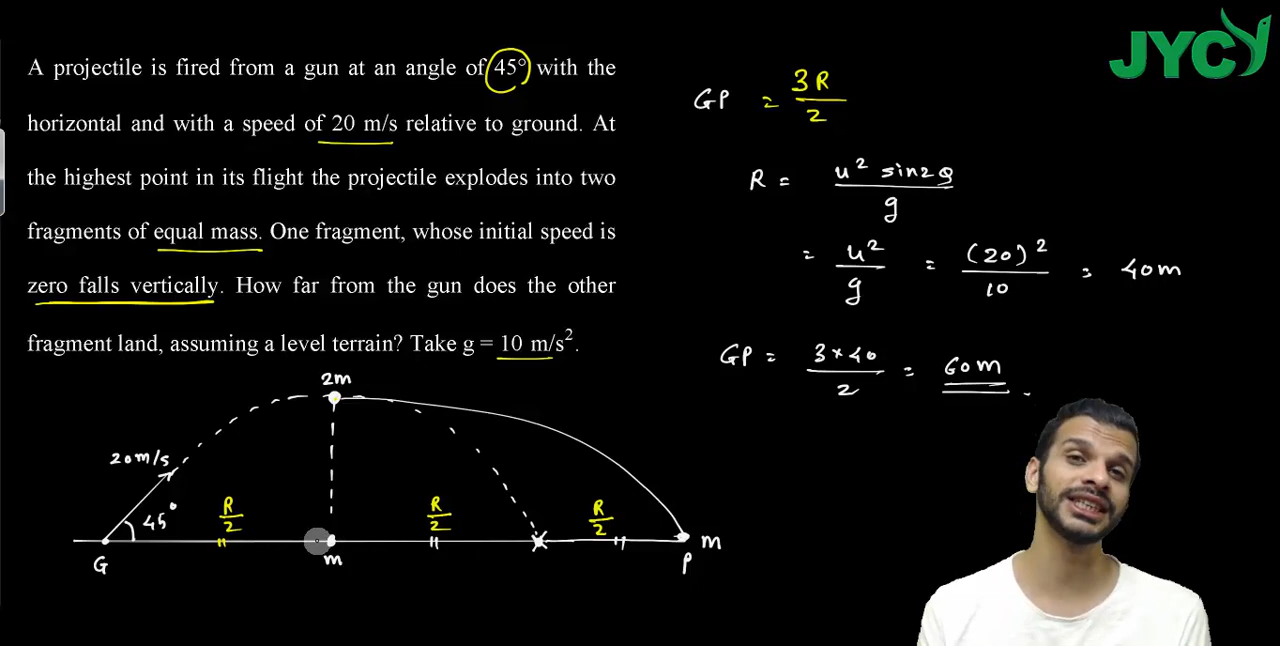 JYC
A projectile is fired from a gun at an angle of 45° with the
horizontal and with a speed of 20 m/s relative to ground. At
the highest point in its flight the projectile explodes into two
fragments of equal mass. One fragment, whose initial speed is
zero falls vertically. How far from the gun does the other
fragment land, assuming a level terrain? Take g = 10 m/s².
GP = 3R/2
R = u² sin2θ/g
= u²/g = (20)²/10 = 40m
GP = 3×40/2 = 60m
2m
20m/s
45°
R/2 R/2 R/2
G m P m